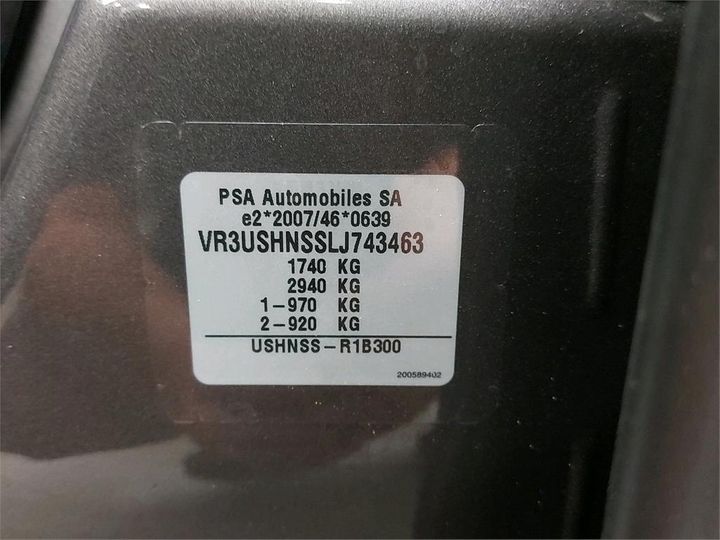 PSA Automobiles SA
e2*2007/46*0639
VR3USHNSSLJ743463
1740 KG
2940 KG
1-970 KG
2-920 KG
USHNSS-R1B300
200589402